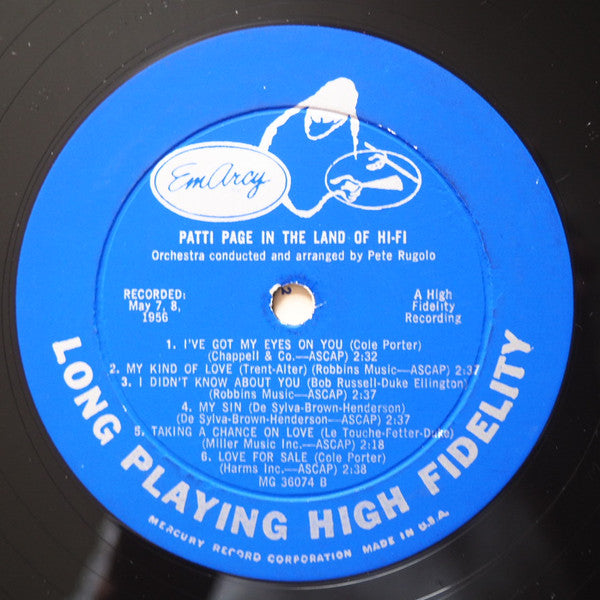 EmArcy
PATTI PAGE IN THE LAND OF HI-FI
Orchestra conducted and arranged by Pete Rugolo
RECORDED:
May 7, 8,
1956
A High
Fidelity
Recording
1. I'VE GOT MY EYES ON YOU (Cole Porter)
(Chappell & Co.—ASCAP) 2:32
2. MY KIND OF LOVE (Trent-Alter) (Robbins Music—ASCAP) 2:37
3. I DIDN'T KNOW ABOUT YOU (Bob Russell-Duke Ellington)
(Robbins Music—ASCAP) 2:37
4. MY SIN (De Sylva-Brown-Henderson)
(De Sylva-Brown-Henderson—ASCAP) 2:37
5. TAKING A CHANCE ON LOVE (Le Touche-Fetter-Duke)
(Miller Music Inc.—ASCAP) 2:18
6. LOVE FOR SALE (Cole Porter)
(Harms Inc.—ASCAP) 2:38
MG 36074 B
LONG PLAYING HIGH FIDELITY
MERCURY RECORD CORPORATION MADE IN U.S.A.